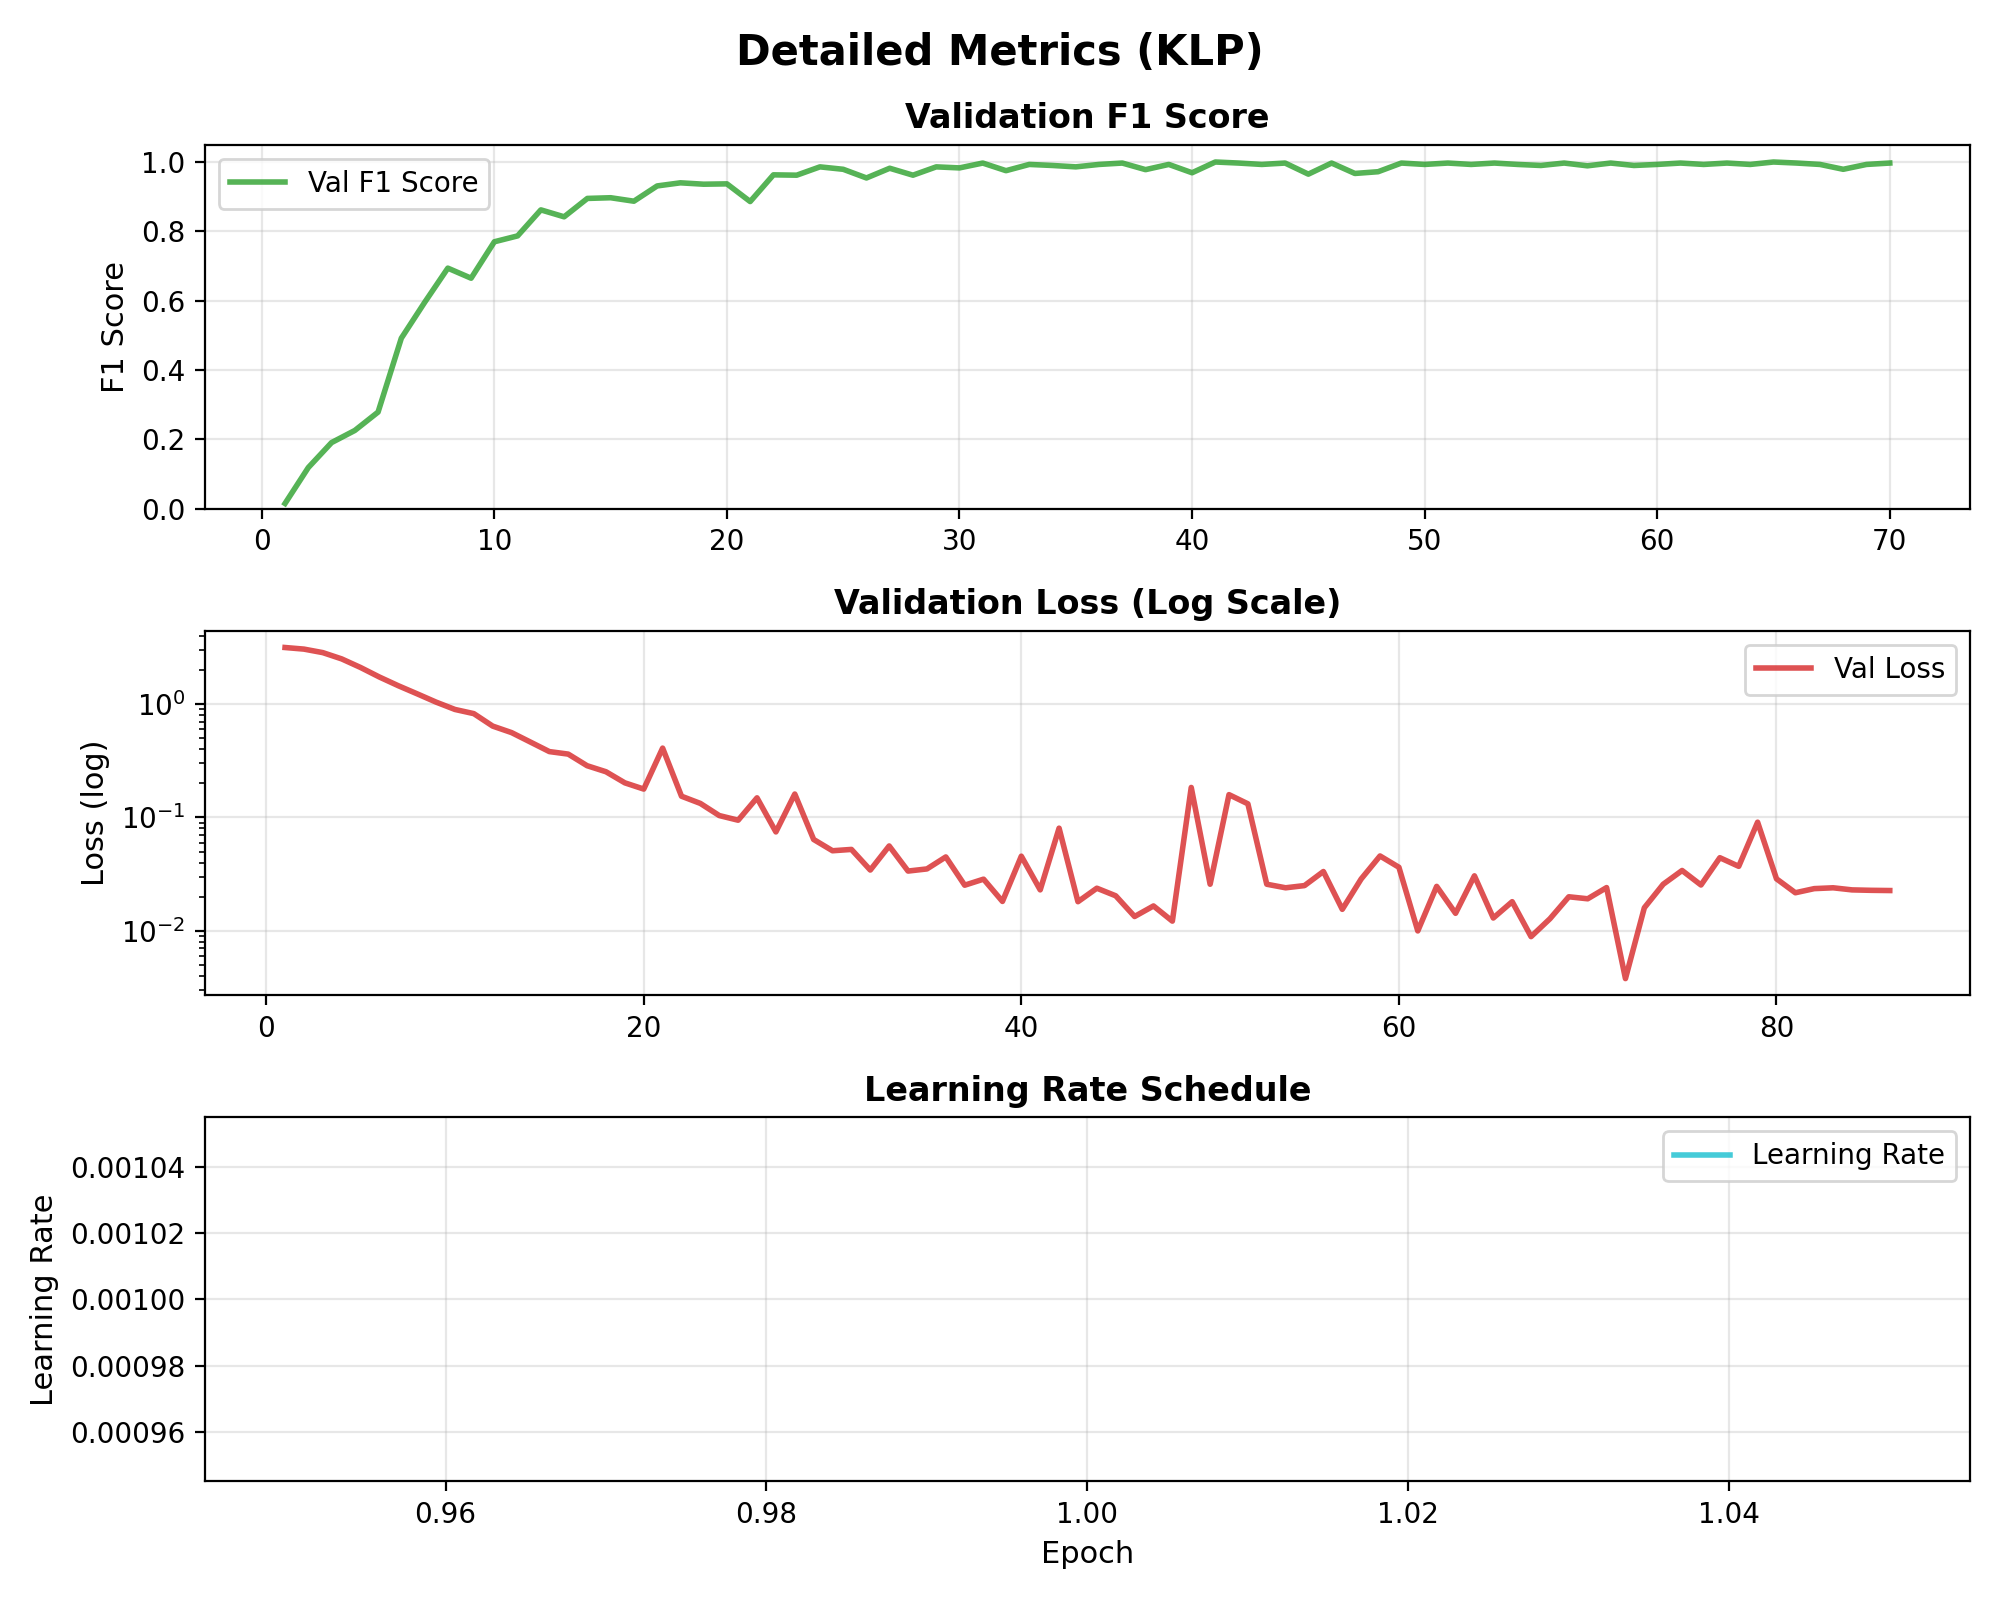 Detailed Metrics (KLP)
Validation F1 Score
Val F1 Score
F1 Score
1.0
0.8
0.6
0.4
0.2
0.0
0 10 20 30 40 50 60 70
Validation Loss (Log Scale)
Val Loss
Loss (log)
10⁰
10⁻¹
10⁻²
0 20 40 60 80
Learning Rate Schedule
Learning Rate
Learning Rate
0.00104
0.00102
0.00100
0.00098
0.00096
0.96 0.98 1.00 1.02 1.04
Epoch